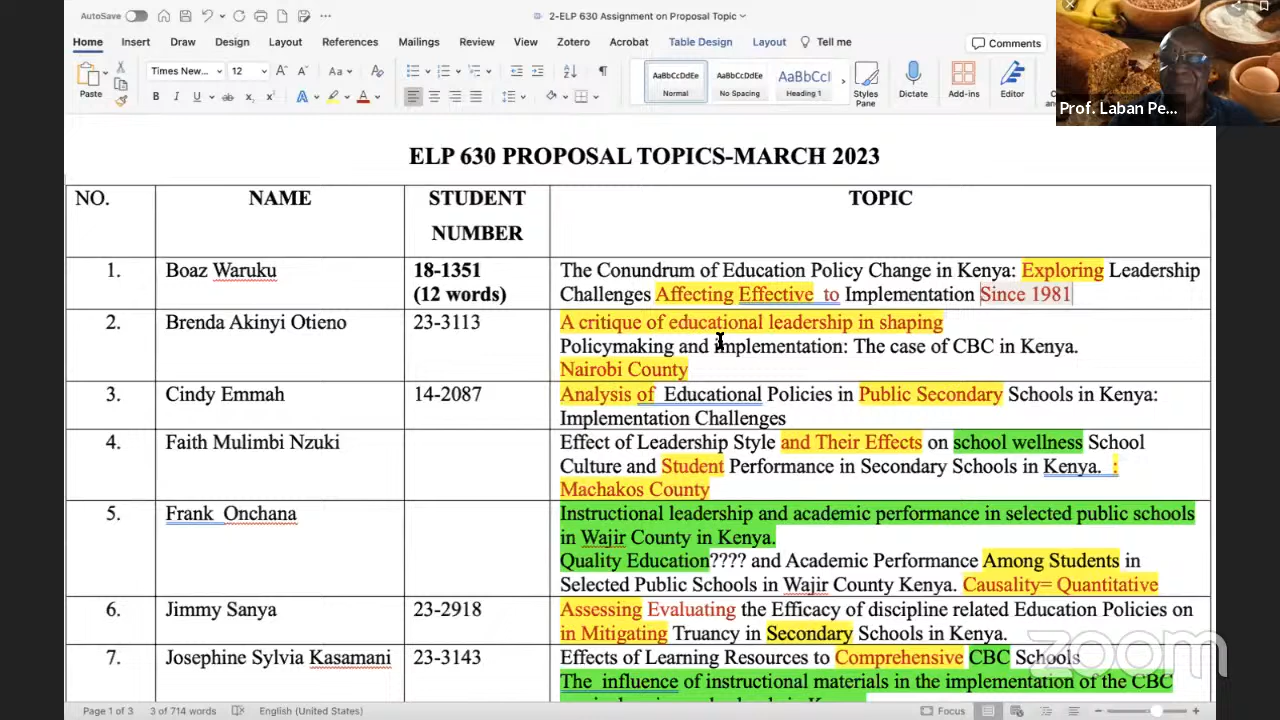 AutoSave
2-ELP 630 Assignment on Proposal Topic
Home Insert Draw Design Layout References Mailings Review View Zotero Acrobat Table Design Layout Tell me
Comments
Paste
Times New... 12
AaBbCcDdEe AaBbCcDdEe AaBbCcI
Normal No Spacing Heading 1
Styles Pane
Dictate
Add-ins
Editor
Prof. Laban Pe...
ELP 630 PROPOSAL TOPICS-MARCH 2023
NO. NAME STUDENT NUMBER TOPIC
1. Boaz Waruku 18-1351 The Conundrum of Education Policy Change in Kenya: Exploring Leadership
(12 words) Challenges Affecting Effective to Implementation Since 1981
2. Brenda Akinyi Otieno 23-3113 A critique of educational leadership in shaping
Policymaking and implementation: The case of CBC in Kenya.
Nairobi County
3. Cindy Emmah 14-2087 Analysis of Educational Policies in Public Secondary Schools in Kenya:
Implementation Challenges
4. Faith Mulimbi Nzuki Effect of Leadership Style and Their Effects on school wellness School
Culture and Student Performance in Secondary Schools in Kenya. :
Machakos County
5. Frank Onchana Instructional leadership and academic performance in selected public schools
in Wajir County in Kenya.
Quality Education???? and Academic Performance Among Students in
Selected Public Schools in Wajir County Kenya. Causality= Quantitative
6. Jimmy Sanya 23-2918 Assessing Evaluating the Efficacy of discipline related Education Policies on
in Mitigating Truancy in Secondary Schools in Kenya.
7. Josephine Sylvia Kasamani 23-3143 Effects of Learning Resources to Comprehensive CBC Schools
The influence of instructional materials in the implementation of the CBC
zoom
Page 1 of 3 3 of 714 words English (United States) Focus